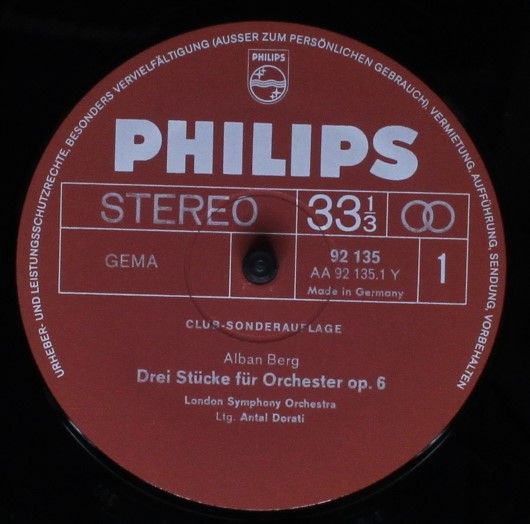 URHEBER- UND LEISTUNGSSCHUTZRECHTE, BESONDERS VERVIELFÄLTIGUNG (AUSSER ZUM PERSÖNLICHEN GEBRAUCH), VERMIETUNG, AUFFÜHRUNG, SENDUNG, VORBEHALTEN
PHILIPS
PHILIPS
STEREO 33⅓
GEMA
92 135
AA 92 135.1 Y
Made in Germany
1
CLUB-SONDERAUFLAGE
Alban Berg
Drei Stücke für Orchester op. 6
London Symphony Orchestra
Ltg. Antal Dorati